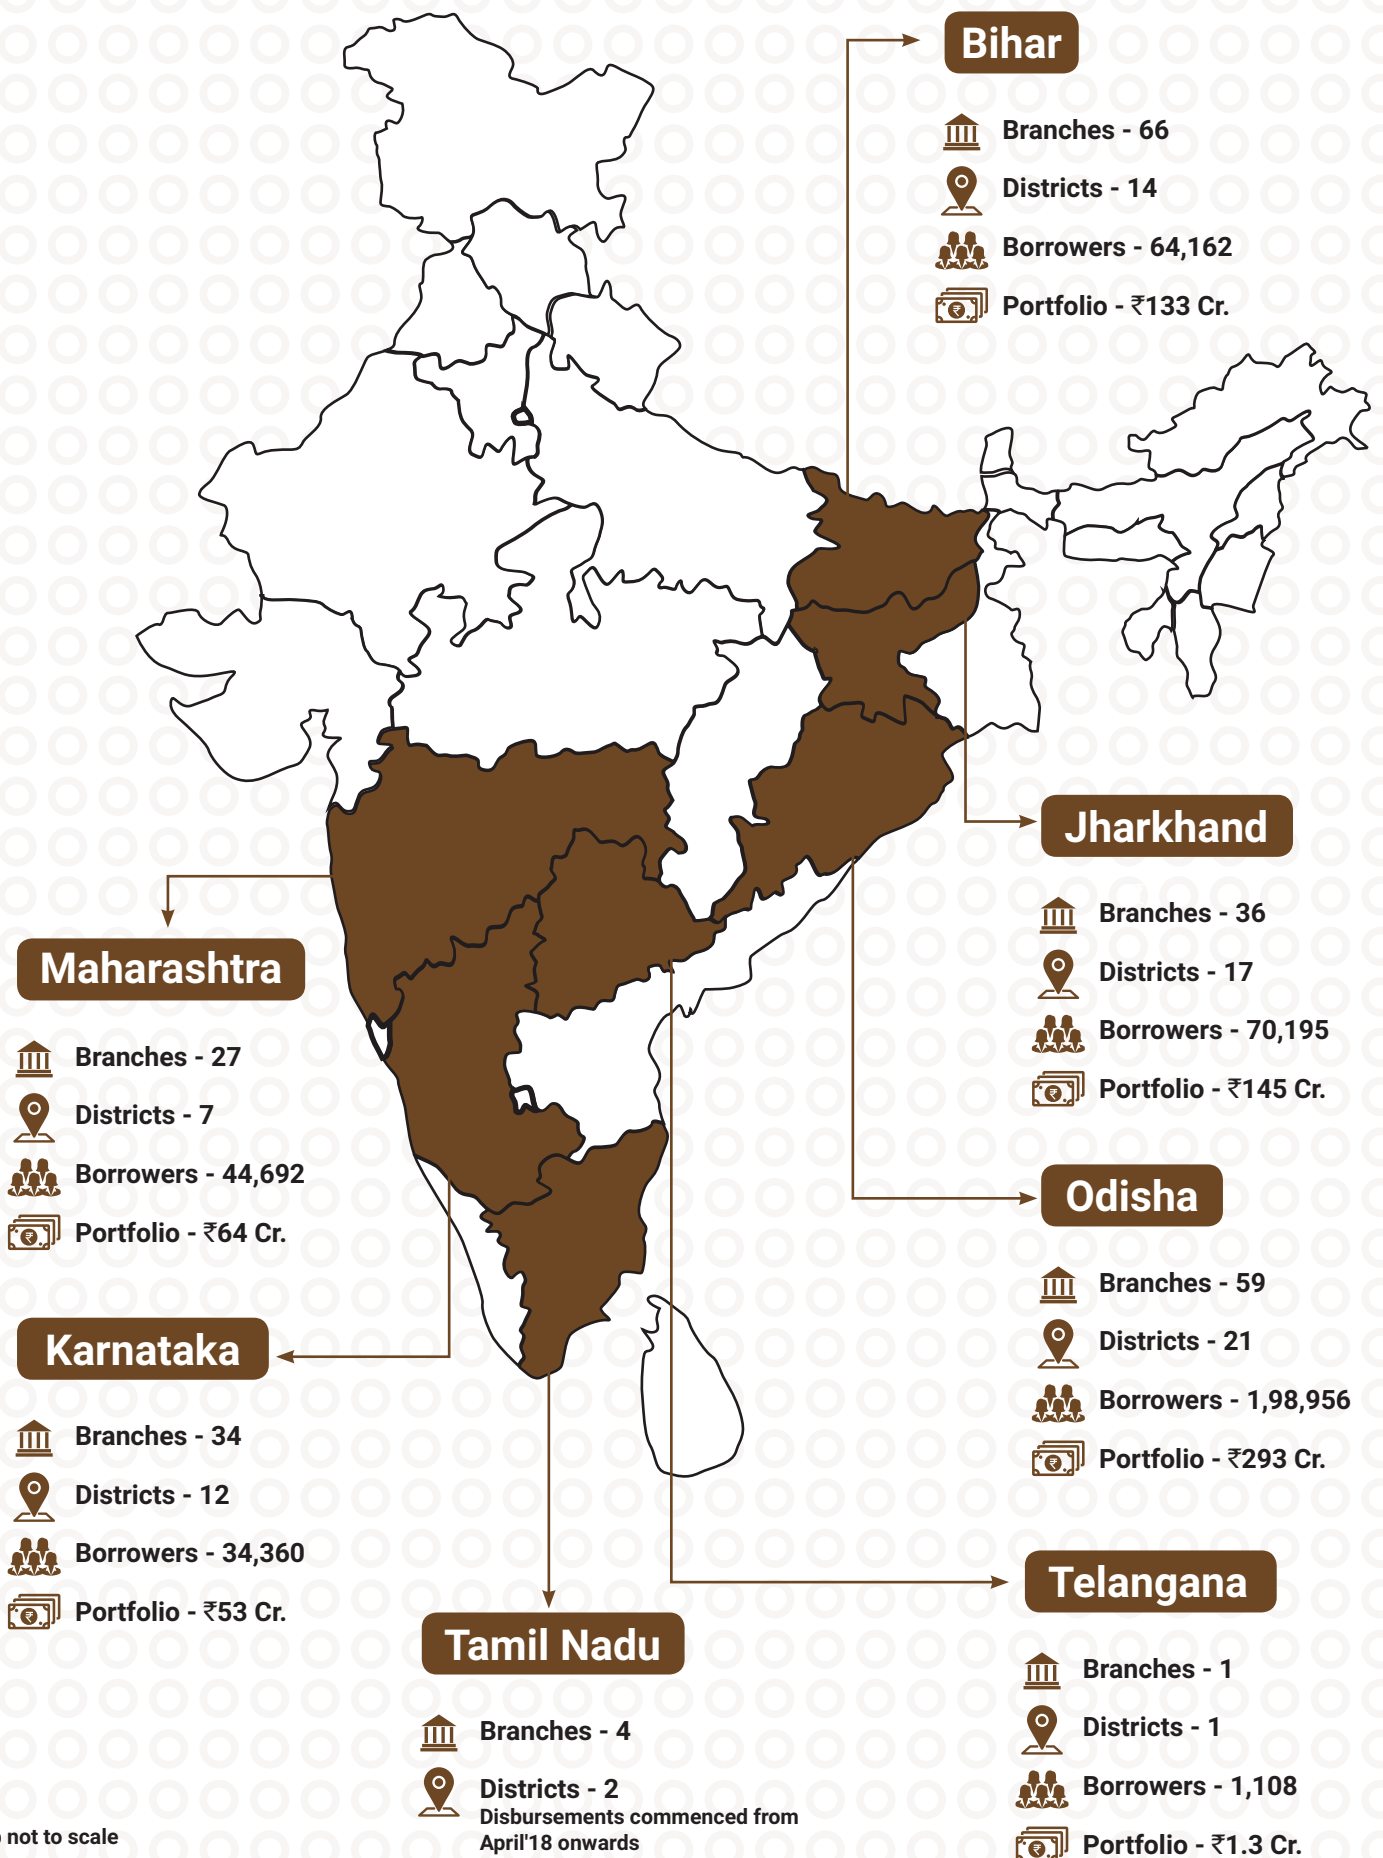 Bihar
Branches - 66
Districts - 14
Borrowers - 64,162
Portfolio - ₹133 Cr.
Jharkhand
Branches - 36
Districts - 17
Borrowers - 70,195
Portfolio - ₹145 Cr.
Maharashtra
Branches - 27
Districts - 7
Borrowers - 44,692
Portfolio - ₹64 Cr.
Odisha
Branches - 59
Districts - 21
Borrowers - 1,98,956
Portfolio - ₹293 Cr.
Karnataka
Branches - 34
Districts - 12
Borrowers - 34,360
Portfolio - ₹53 Cr.
Telangana
Branches - 1
Districts - 1
Borrowers - 1,108
Portfolio - ₹1.3 Cr.
Tamil Nadu
Branches - 4
Districts - 2
Disbursements commenced from
April'18 onwards
not to scale